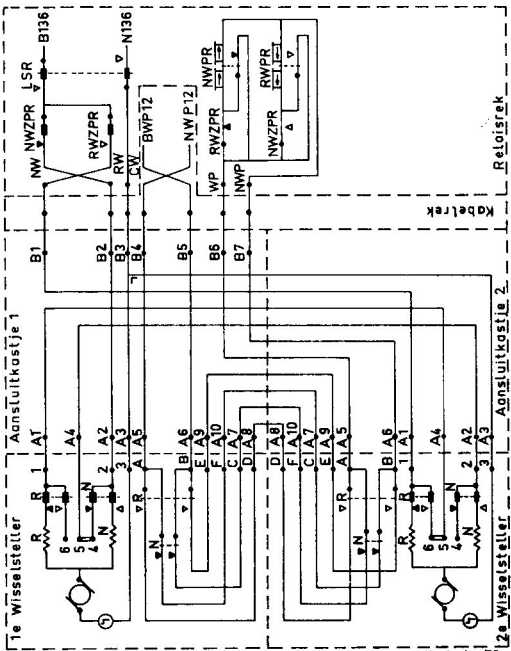 B136
N136
LSR
NWZPR
RWZPR
NW
RW
CW
BWP12
NWP12
NWPR
RWPR
RWZPR
NWZPR
WP
NWP
Relaisrek
Kabelrek
B1
B2
B3
B4
B5
B6
B7
Aansluitkastje 1
Aansluitkastje 2
A1
A4
A2
A3
A5
A6
A9
A10
A7
A8
A8
A10
A7
A9
A5
A6
A1
A4
A2
A3
1
2
3
A
B
E
F
C
D
D
F
C
E
A
B
1
2
3
R
R
6
5
4
N
N
R
N
N
R
R
R
6
5
4
N
N
1e Wisselsteller
2e Wisselsteller